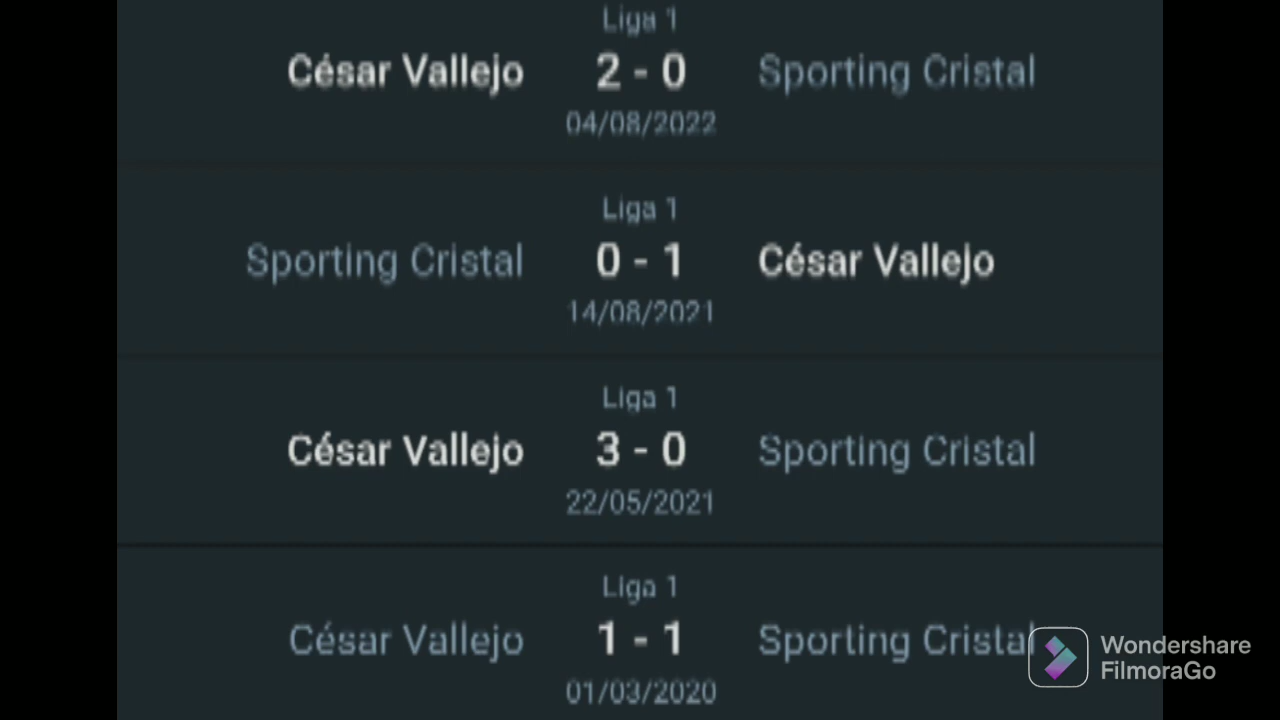 Liga 1
César Vallejo 2 - 0 Sporting Cristal
04/08/2022
Liga 1
Sporting Cristal 0 - 1 César Vallejo
14/08/2021
Liga 1
César Vallejo 3 - 0 Sporting Cristal
22/05/2021
Liga 1
César Vallejo 1 - 1 Sporting Cristal
01/03/2020
Wondershare
FilmoraGo